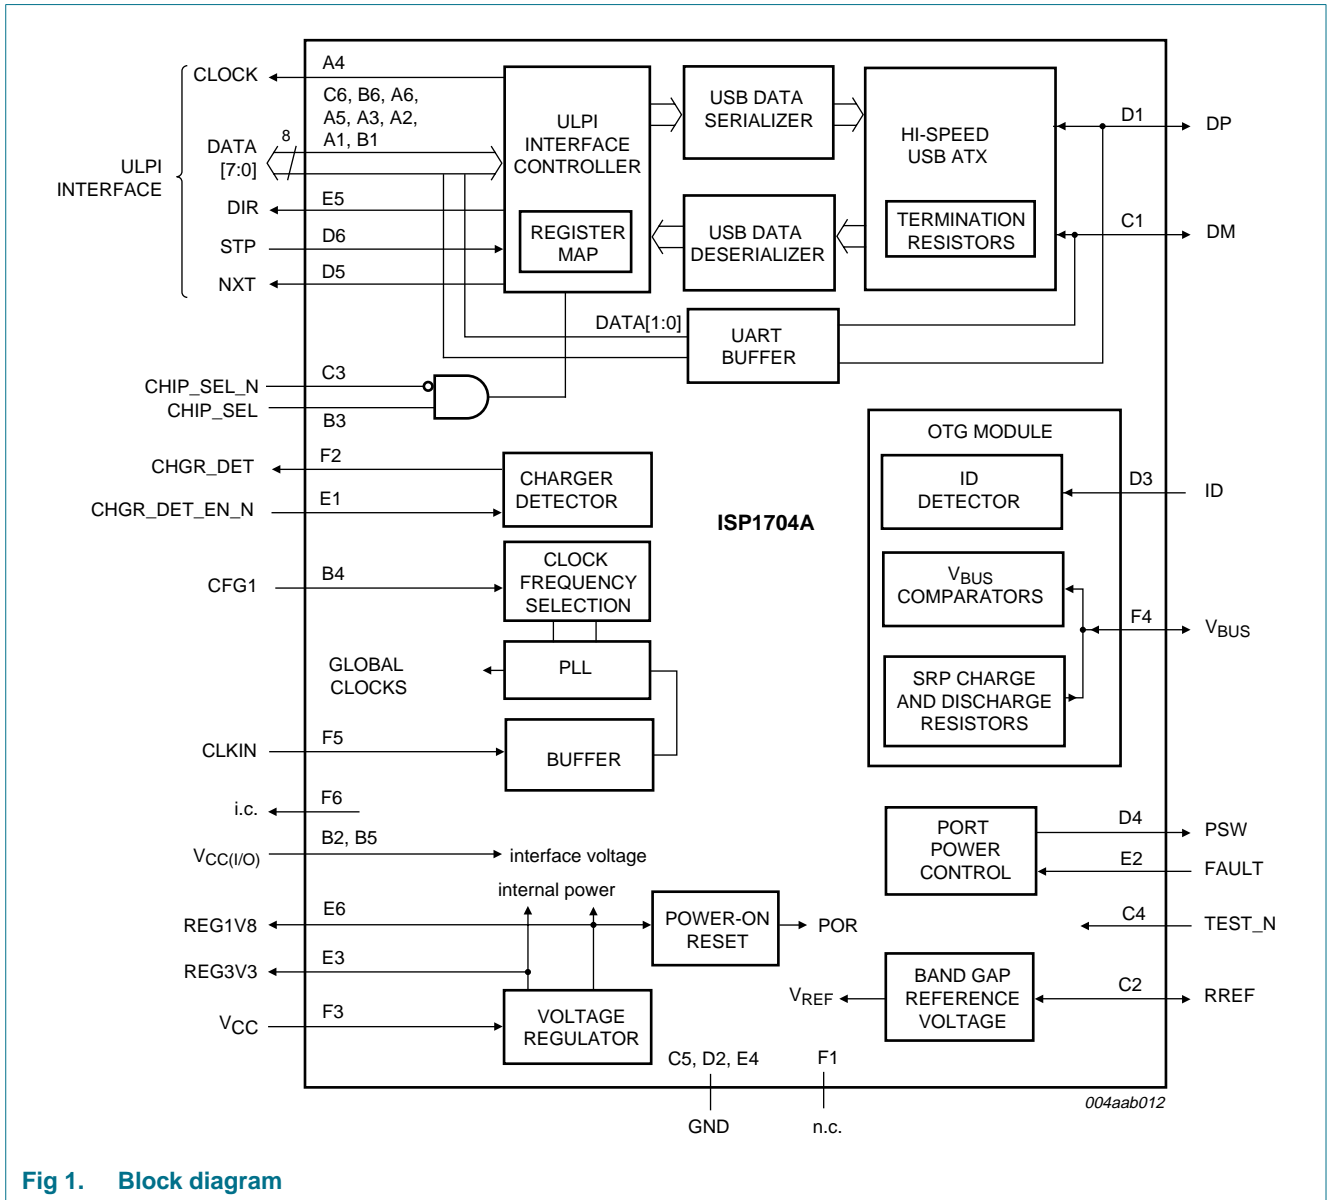 ULPI
INTERFACE
CLOCK
A4
C6, B6, A6,
A5, A3, A2,
A1, B1
8
DATA
[7:0]
DIR
E5
STP
D6
NXT
D5
ULPI
INTERFACE
CONTROLLER
REGISTER
MAP
USB DATA
SERIALIZER
USB DATA
DESERIALIZER
HI-SPEED
USB ATX
TERMINATION
RESISTORS
D1
DP
C1
DM
DATA[1:0]
UART
BUFFER
CHIP_SEL_N
C3
CHIP_SEL
B3
CHGR_DET
F2
CHGR_DET_EN_N
E1
CHARGER
DETECTOR
ISP1704A
OTG MODULE
ID
DETECTOR
D3
ID
VBUS
COMPARATORS
F4
VBUS
SRP CHARGE
AND DISCHARGE
RESISTORS
CFG1
B4
CLOCK
FREQUENCY
SELECTION
GLOBAL
CLOCKS
PLL
CLKIN
F5
BUFFER
i.c.
F6
VCC(I/O)
B2, B5
interface voltage
internal power
REG1V8
E6
POWER-ON
RESET
POR
REG3V3
E3
VCC
F3
VOLTAGE
REGULATOR
PORT
POWER
CONTROL
D4
PSW
E2
FAULT
C4
TEST_N
VREF
BAND GAP
REFERENCE
VOLTAGE
C2
RREF
C5, D2, E4
GND
F1
n.c.
004aab012
Fig 1. Block diagram